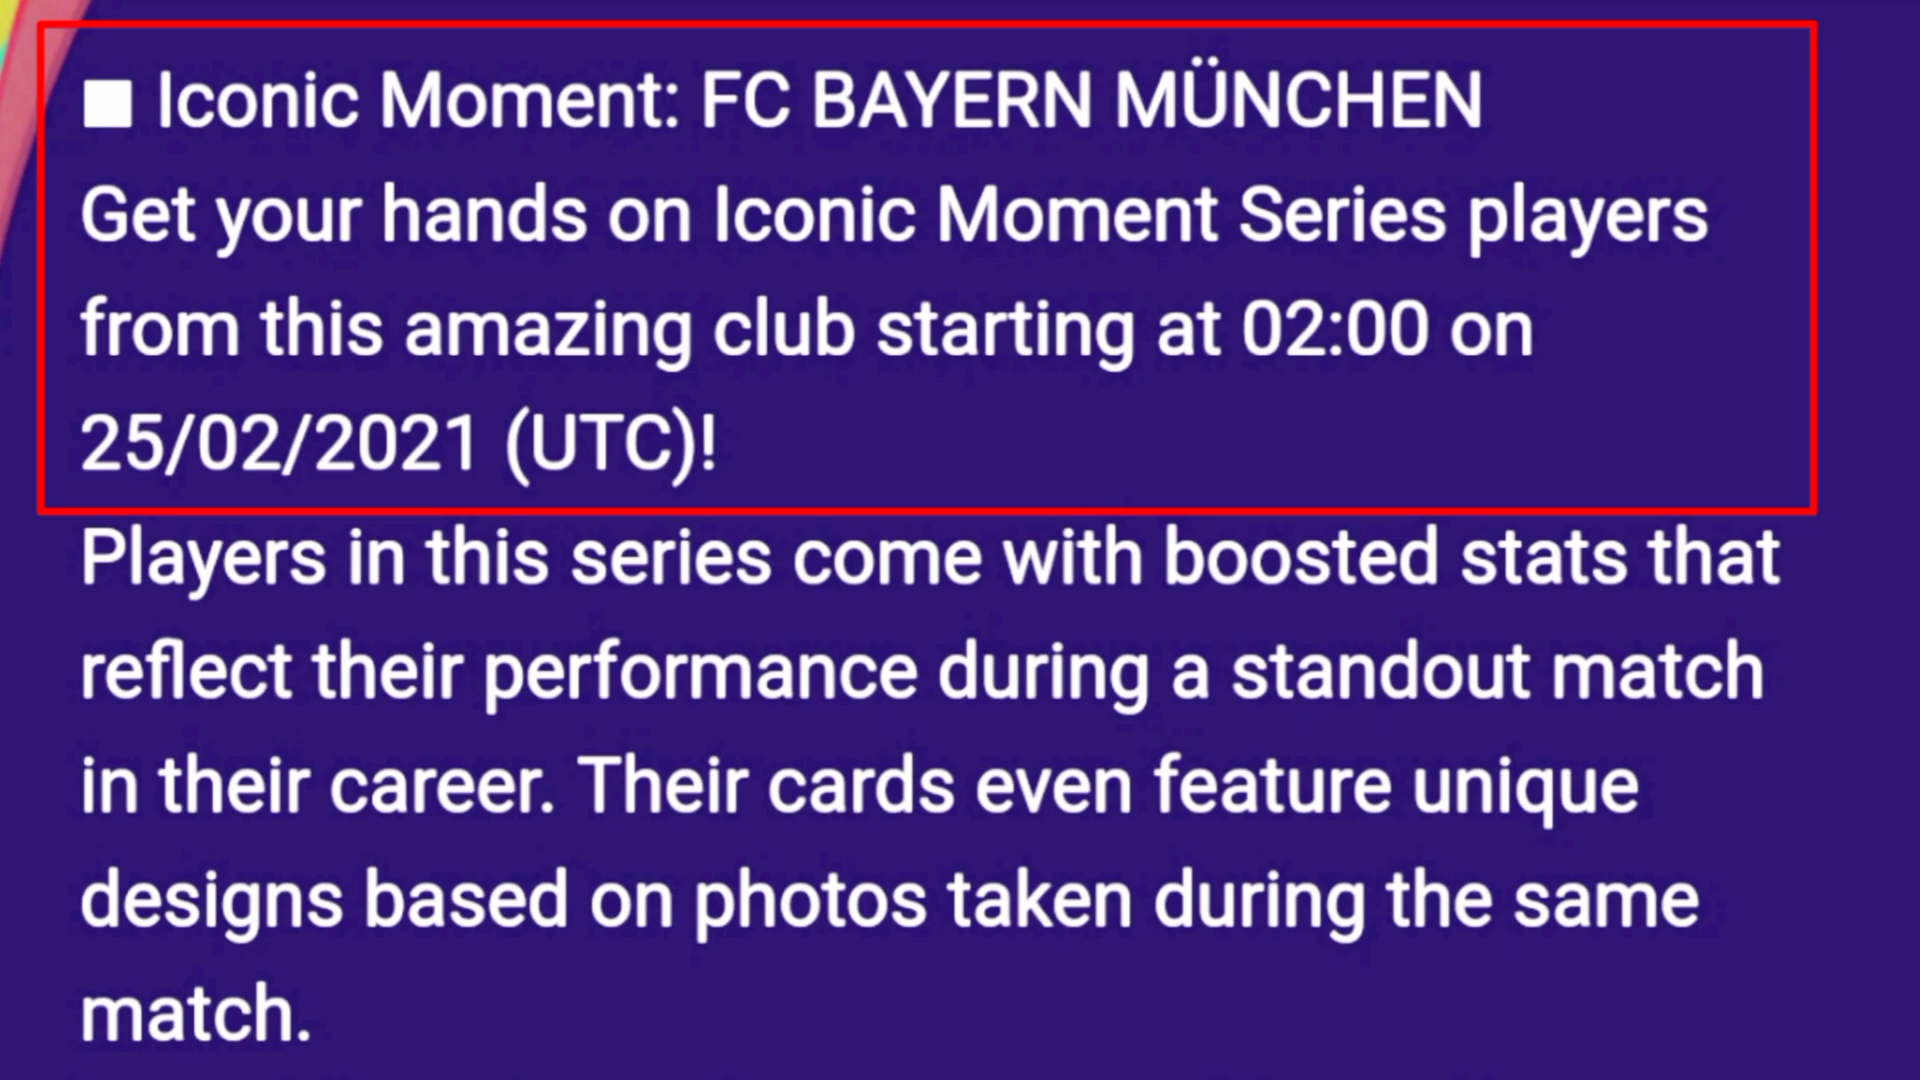 ■ Iconic Moment: FC BAYERN MÜNCHEN
Get your hands on Iconic Moment Series players
from this amazing club starting at 02:00 on
25/02/2021 (UTC)!
Players in this series come with boosted stats that
reflect their performance during a standout match
in their career. Their cards even feature unique
designs based on photos taken during the same
match.